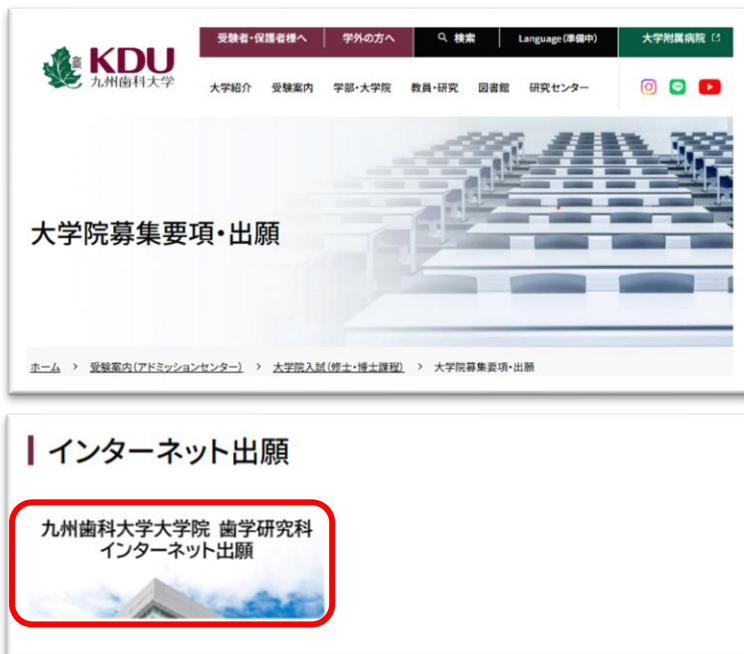 受験者・保護者様へ
学外の方へ
検索
Language(準備中)
大学附属病院
KDU
九州歯科大学
大学紹介
受験案内
学部・大学院
教員・研究
図書館
研究センター
大学院募集要項・出願
ホーム > 受験案内(アドミッションセンター) > 大学院入試(修士・博士課程) > 大学院募集要項・出願
インターネット出願
九州歯科大学大学院 歯学研究科
インターネット出願